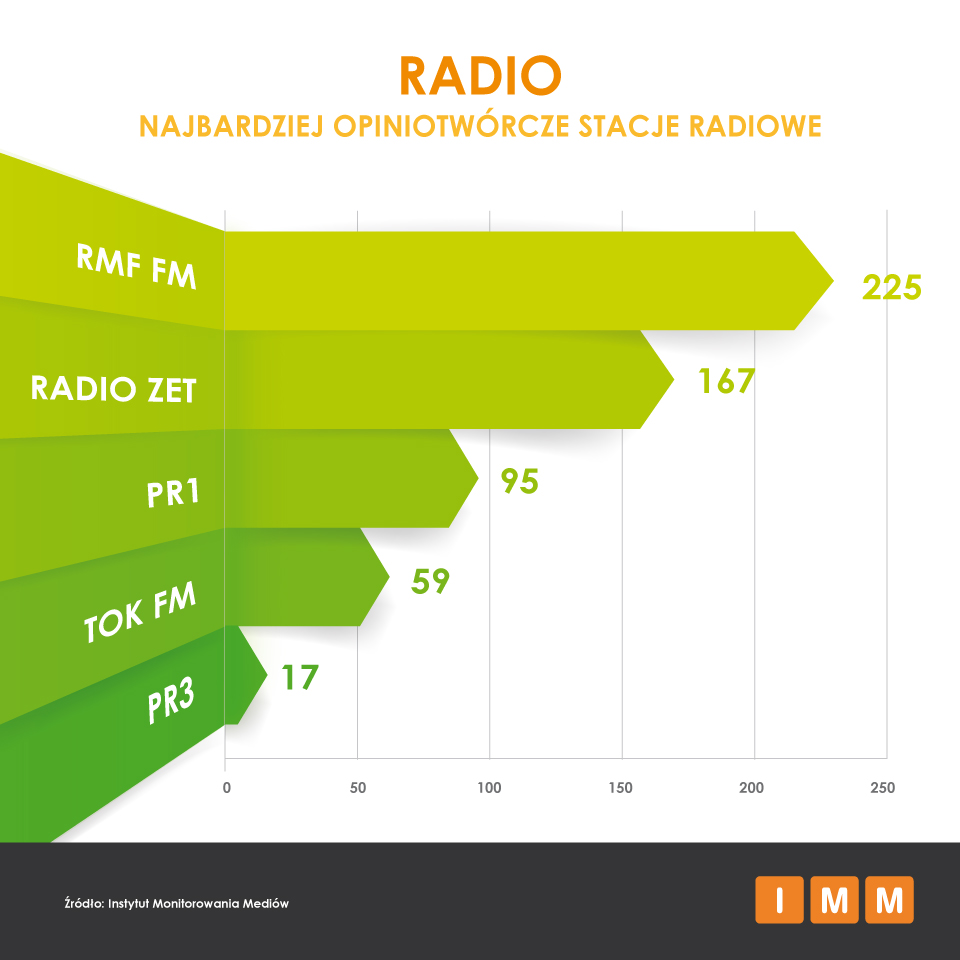 RADIO
NAJBARDZIEJ OPINIOTWÓRCZE STACJE RADIOWE
RMF FM
225
RADIO ZET
167
PR1
95
TOK FM
59
PR3
17
0 50 100 150 200 250
Źródło: Instytut Monitorowania Mediów
IMM